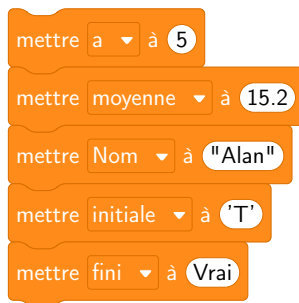 mettre a à 5
mettre moyenne à 15.2
mettre Nom à "Alan"
mettre initiale à ’T’
mettre fini à Vrai